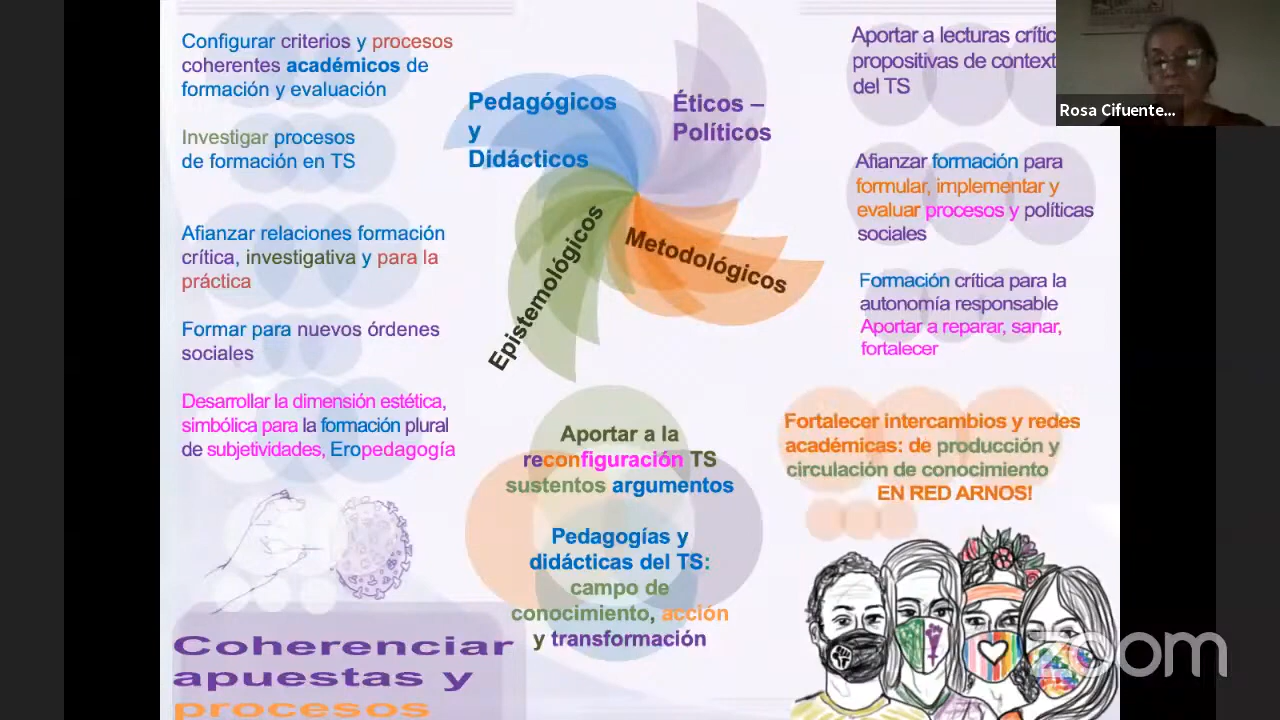 Configurar criterios y procesos
coherentes académicos de
formación y evaluación
Investigar procesos
de formación en TS
Afianzar relaciones formación
crítica, investigativa y para la
práctica
Formar para nuevos órdenes
sociales
Desarrollar la dimensión estética,
simbólica para la formación plural
de subjetividades, Eropedagogía
Coherenciar
apuestas y
procesos
Pedagógicos
y
Didácticos
Éticos –
Políticos
Epistemológicos
Metodológicos
Aportar a la
reconfiguración TS
sustentos argumentos
Pedagogías y
didácticas del TS:
campo de
conocimiento, acción
y transformación
Aportar a lecturas crític
propositivas de context
del TS
Afianzar formación para
formular, implementar y
evaluar procesos y políticas
sociales
Formación crítica para la
autonomía responsable
Aportar a reparar, sanar,
fortalecer
Fortalecer intercambios y redes
académicas: de producción y
circulación de conocimiento
EN RED ARNOS!
Rosa Cifuente...
zoom